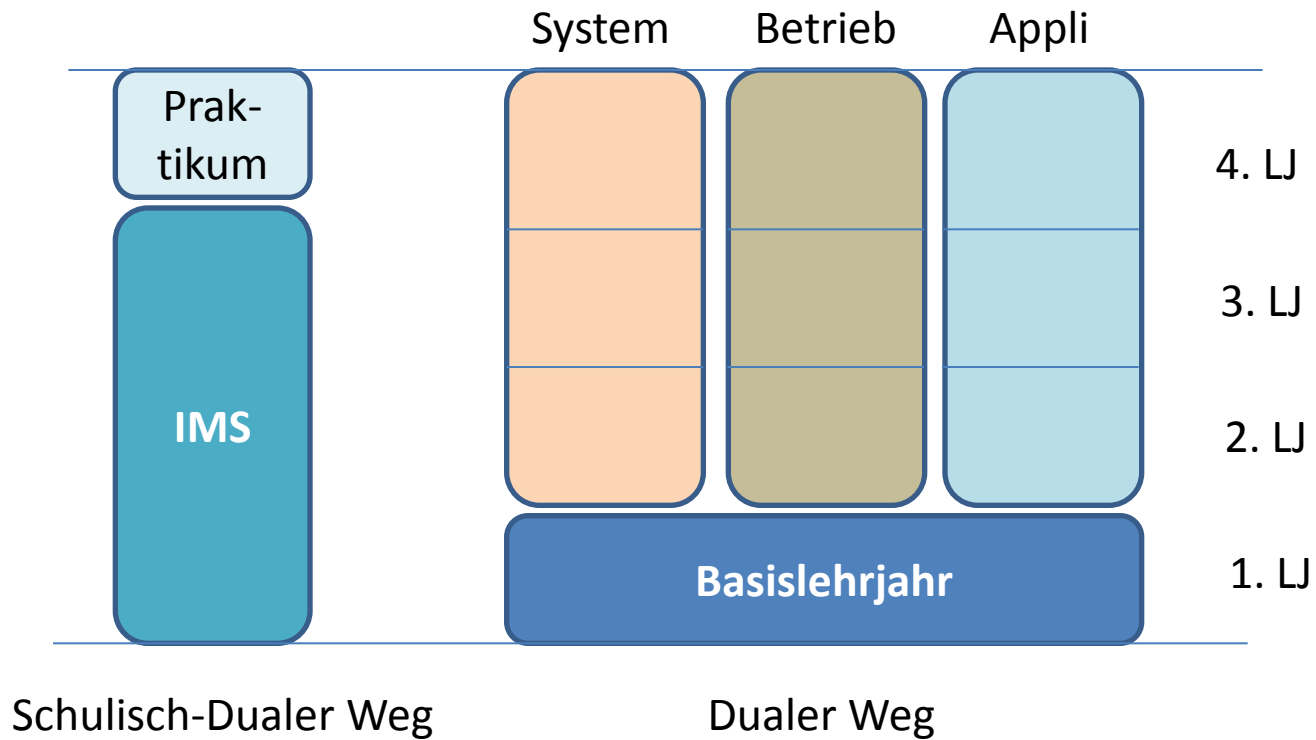 System Betrieb Appli
Prak-
tikum
4. LJ
3. LJ
IMS
2. LJ
Basislehrjahr
1. LJ
Schulisch-Dualer Weg
Dualer Weg